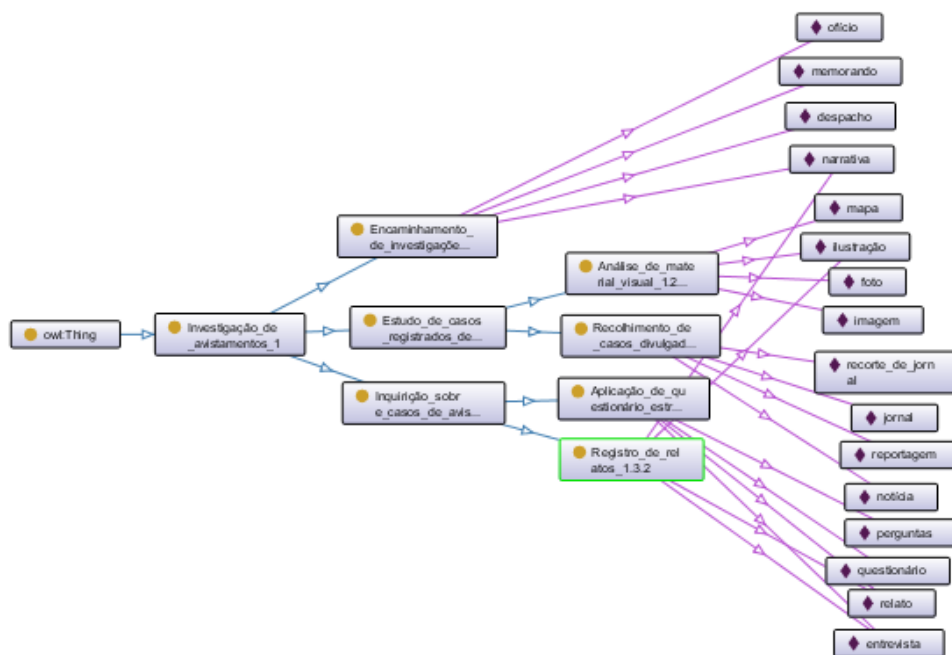 ofício
memorando
despacho
narrativa
mapa
Encaminhamento_
de_investigaçõe...
ilustração
Análise_de_mate
rial_visual_1.2...
foto
imagem
owl:Thing
Investigação_de
_avistamentos_1
Estudo_de_casos
_registrados_de...
Recolhimento_de
_casos_divulgad...
recorte_de_jorn
al
Inquirição_sobr
e_casos_de_avis...
Aplicação_de_qu
estionário_estr...
jornal
Registro_de_rel
atos_1.3.2
reportagem
notícia
perguntas
questionário
relato
entrevista